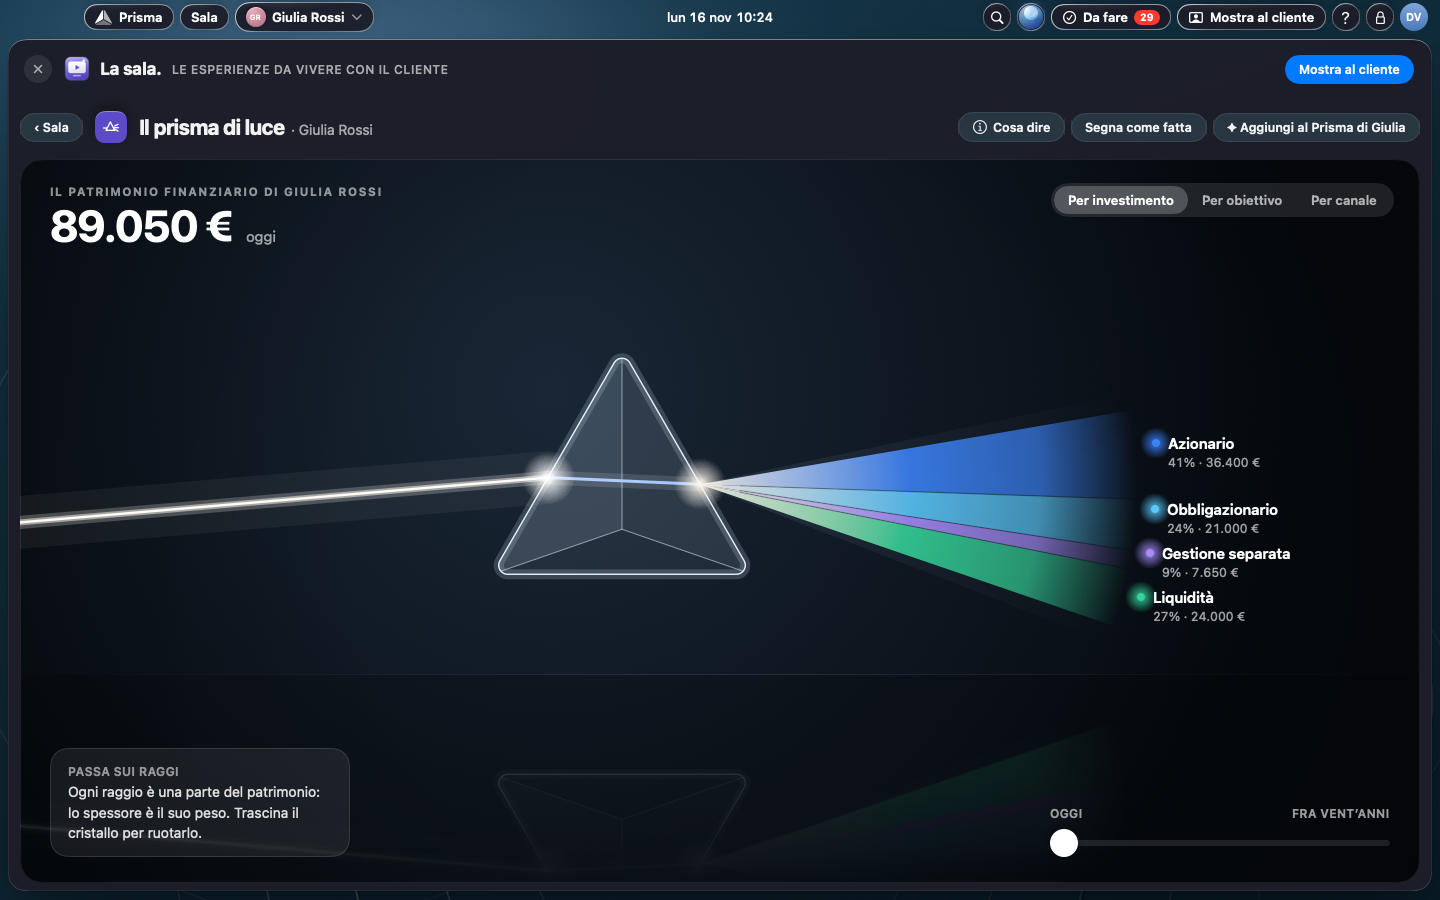 Prisma
Sala
GR Giulia Rossi
lun 16 nov 10:24
Da fare 29
Mostra al cliente
?
DV
La sala. LE ESPERIENZE DA VIVERE CON IL CLIENTE
Mostra al cliente
‹ Sala
Il prisma di luce · Giulia Rossi
Cosa dire
Segna come fatta
Aggiungi al Prisma di Giulia
IL PATRIMONIO FINANZIARIO DI GIULIA ROSSI
89.050 € oggi
Per investimento
Per obiettivo
Per canale
Azionario
41% · 36.400 €
Obbligazionario
24% · 21.000 €
Gestione separata
9% · 7.650 €
Liquidità
27% · 24.000 €
PASSA SUI RAGGI
Ogni raggio è una parte del patrimonio:
lo spessore è il suo peso. Trascina il
cristallo per ruotarlo.
OGGI
FRA VENT'ANNI